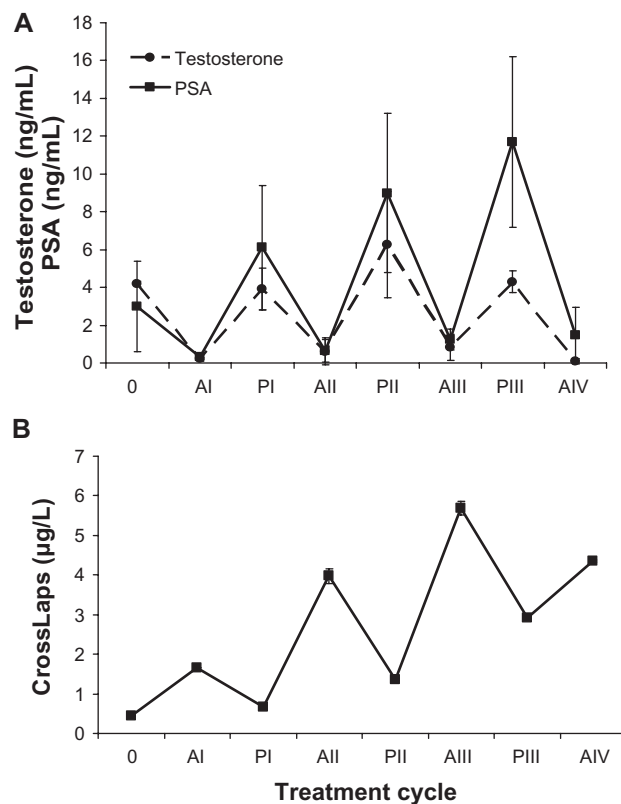 A
Testosterone (ng/mL)
PSA (ng/mL)
18
16
14
12
10
8
6
4
2
0
Testosterone
PSA
0 AI PI AII PII AIII PIII AIV
B
CrossLaps (µg/L)
7
6
5
4
3
2
1
0
0 AI PI AII PII AIII PIII AIV
Treatment cycle